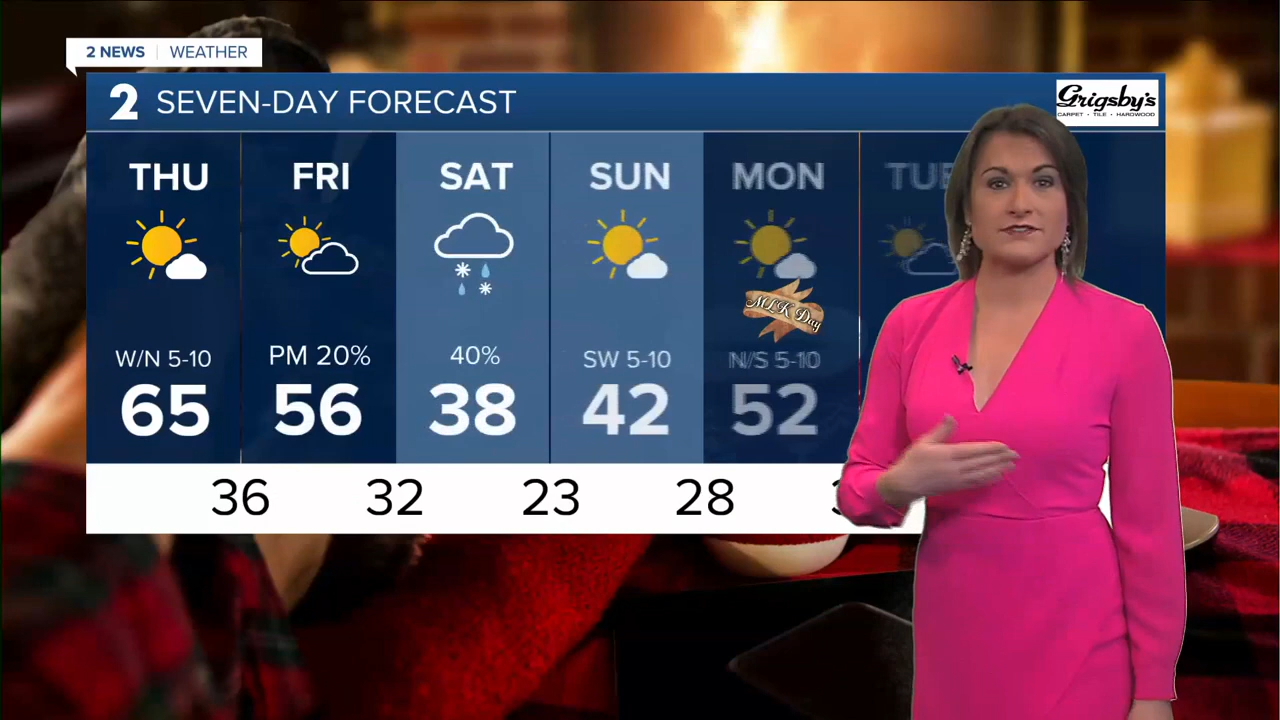 2 NEWS WEATHER
2 SEVEN-DAY FORECAST
Grigsby's
CARPET • TILE • HARDWOOD
THU FRI SAT SUN MON TUE
MLK Day
W/N 5-10 PM 20% 40% SW 5-10 N/S 5-10
65 56 38 42 52
36 32 23 28